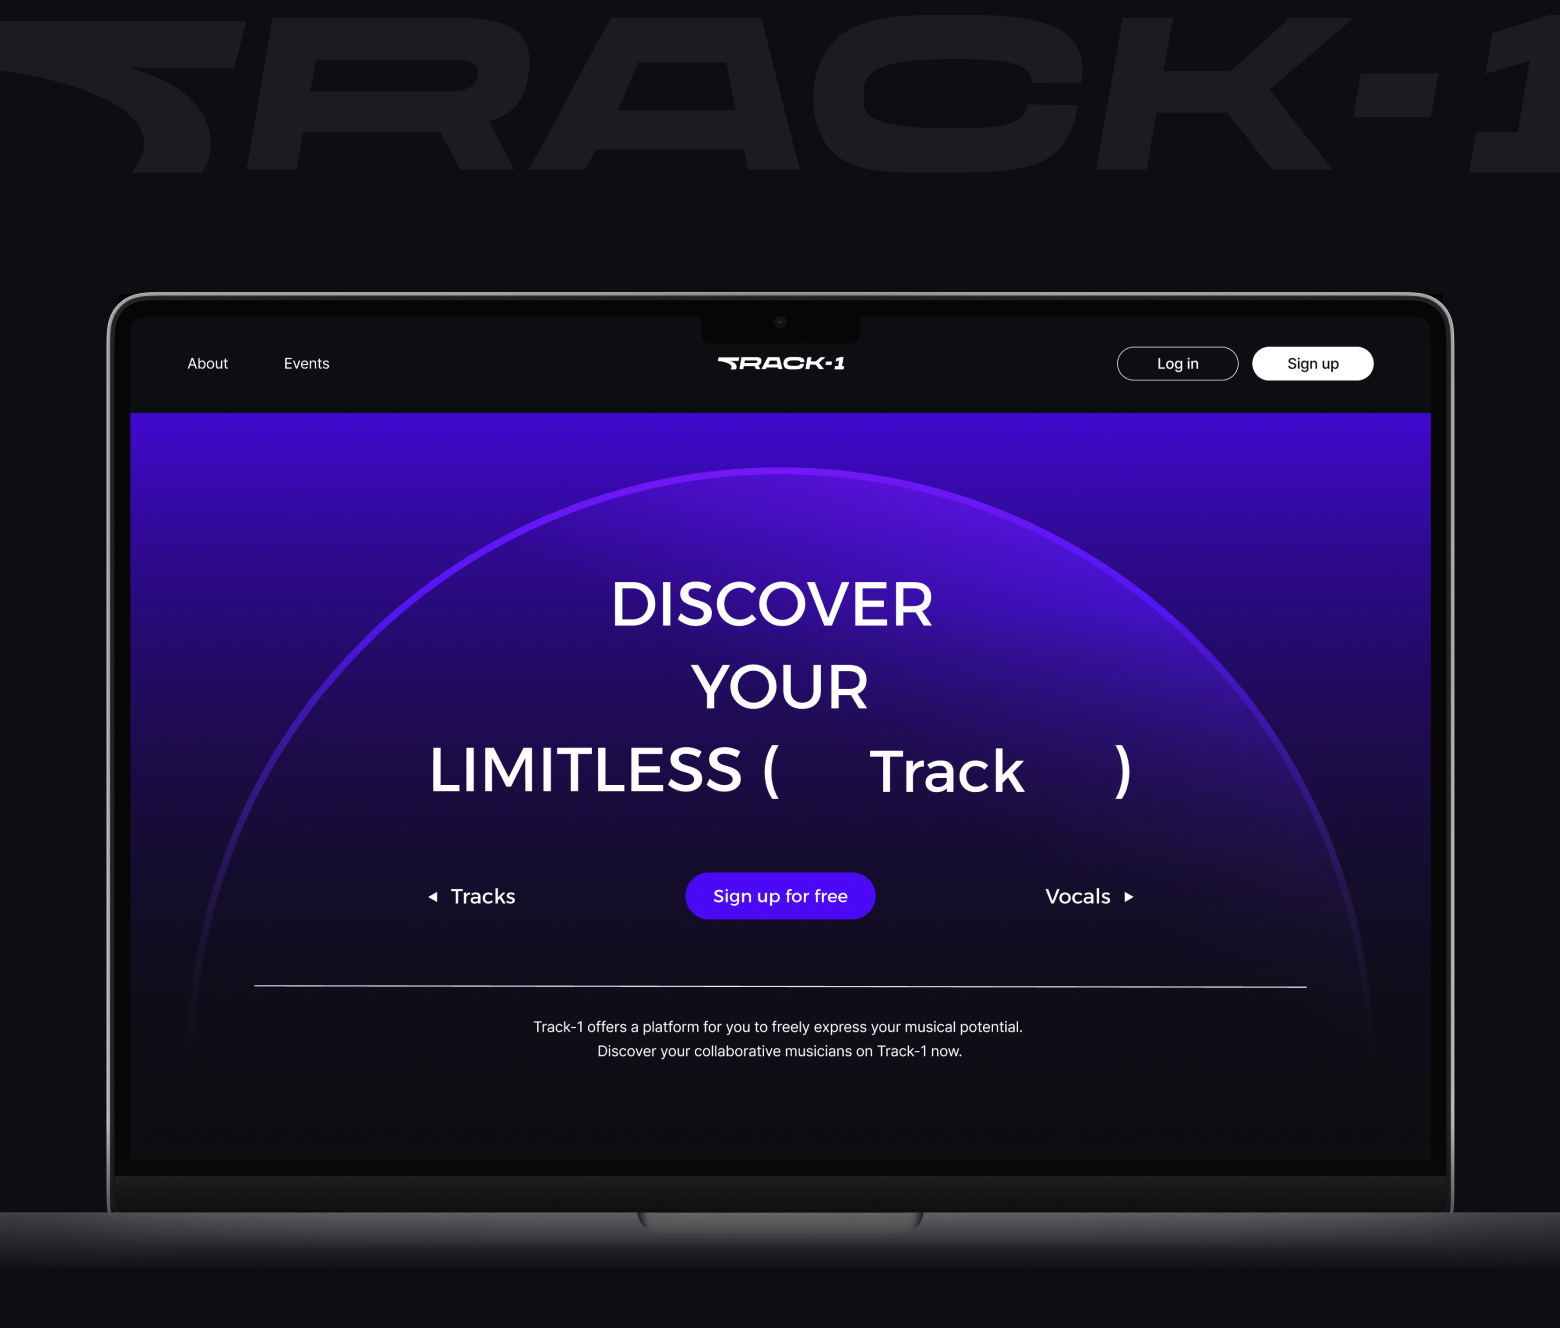 TRACK-1
About Events TRACK-1 Log in Sign up
DISCOVER
YOUR
LIMITLESS ( Track )
Tracks Sign up for free Vocals
Track-1 offers a platform for you to freely express your musical potential.
Discover your collaborative musicians on Track-1 now.